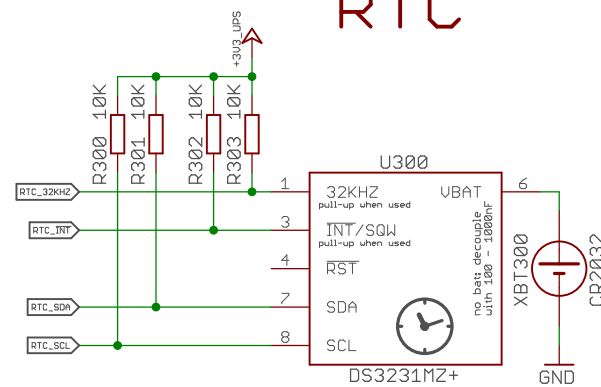 RTC
+3V3_UPS
R300 10K
R301 10K
R302 10K
R303 10K
U300
RTC_32KHZ
1
32KHZ
pull-up when used
VBAT
6
RTC_INT
3
INT/SQW
pull-up when used
4
RST
no bat: decouple
with 100 - 1000nF
XBT300
CR2032
RTC_SDA
7
SDA
RTC_SCL
8
SCL
DS3231MZ+
GND